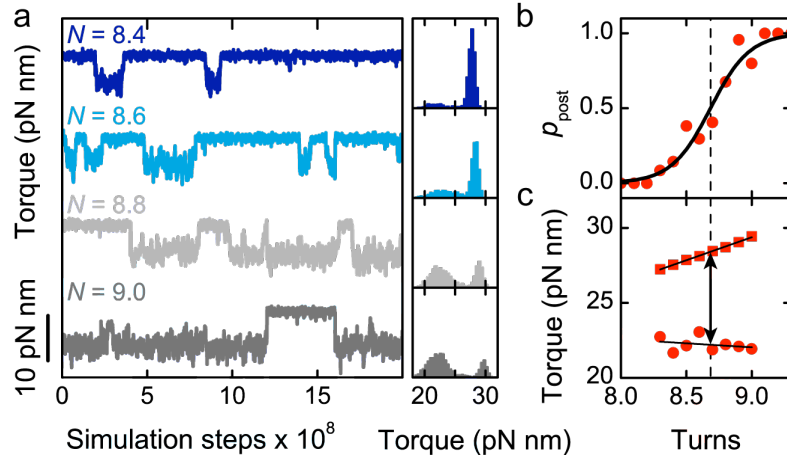 a
N = 8.4
N = 8.6
N = 8.8
N = 9.0
Torque (pN nm)
10 pN nm
0 5 10 15
Simulation steps x 10^8
20 25 30
Torque (pN nm)
b
1.0
0.5
0.0
p_post
c
30
25
20
Torque (pN nm)
8.0 8.5 9.0
Turns